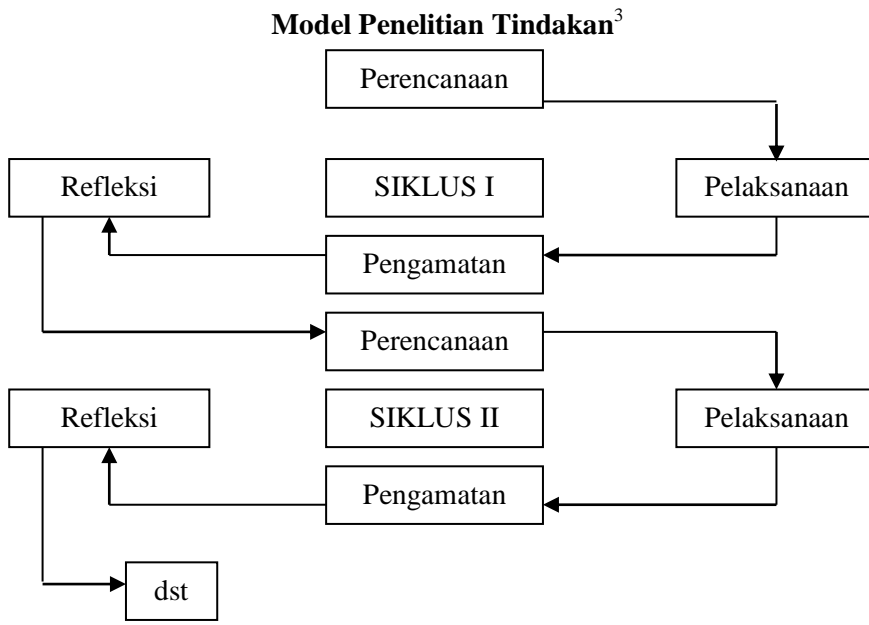 Model Penelitian Tindakan³
Perencanaan
Refleksi
SIKLUS I
Pelaksanaan
Pengamatan
Perencanaan
Refleksi
SIKLUS II
Pelaksanaan
Pengamatan
dst